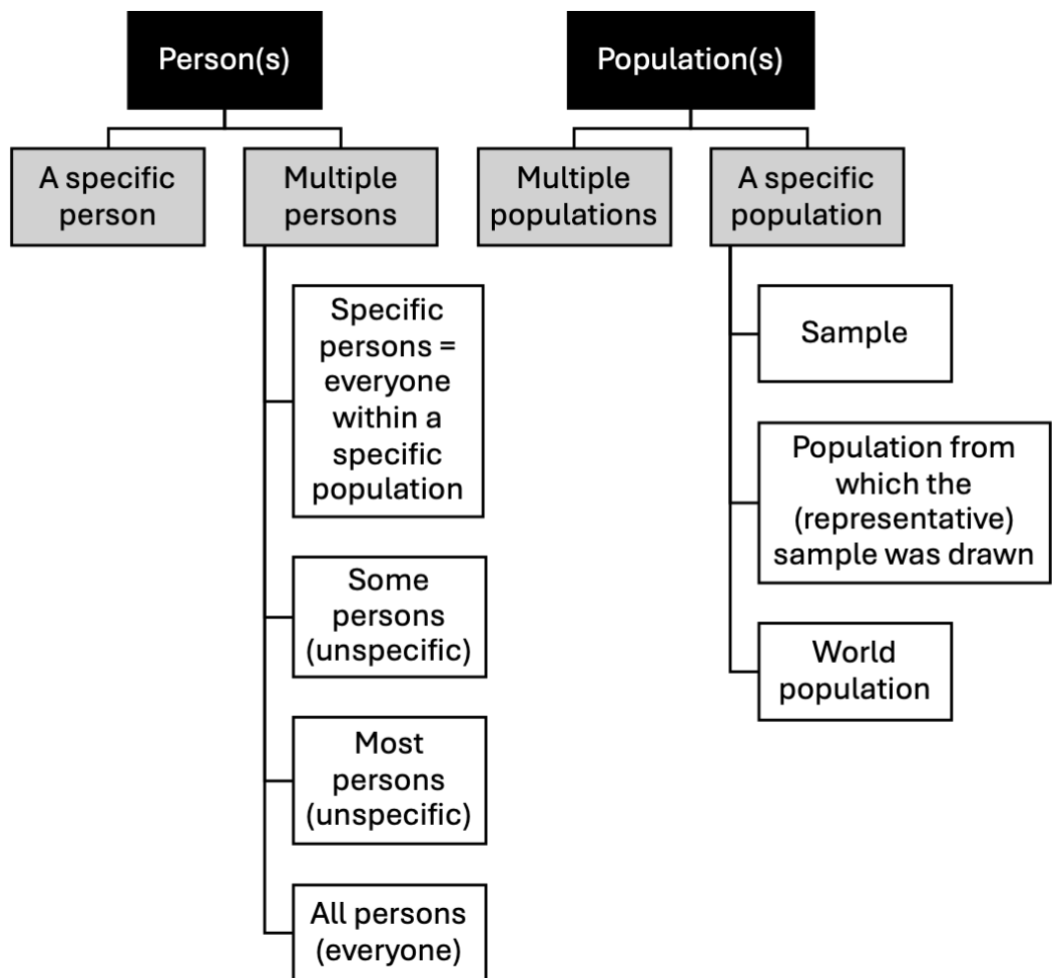 Person(s)
Population(s)
A specific
person
Multiple
persons
Multiple
populations
A specific
population
Specific
persons =
everyone
within a
specific
population
Some
persons
(unspecific)
Most
persons
(unspecific)
All persons
(everyone)
Sample
Population from
which the
(representative)
sample was drawn
World
population